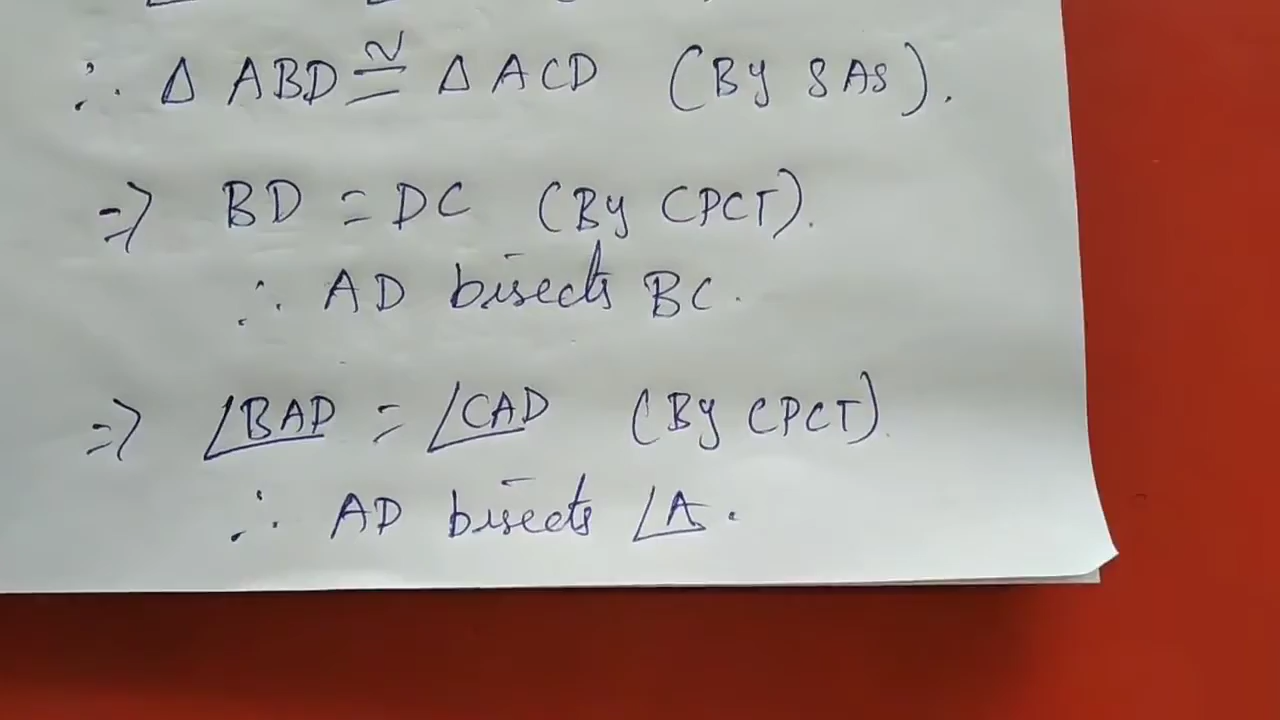 ∴ Δ ABD ≅ Δ ACD (By SAS).
⇒ BD = DC (By CPCT).
∴ AD bisects BC.
⇒ ∠BAD = ∠CAD (By CPCT)
∴ AD bisects ∠A.